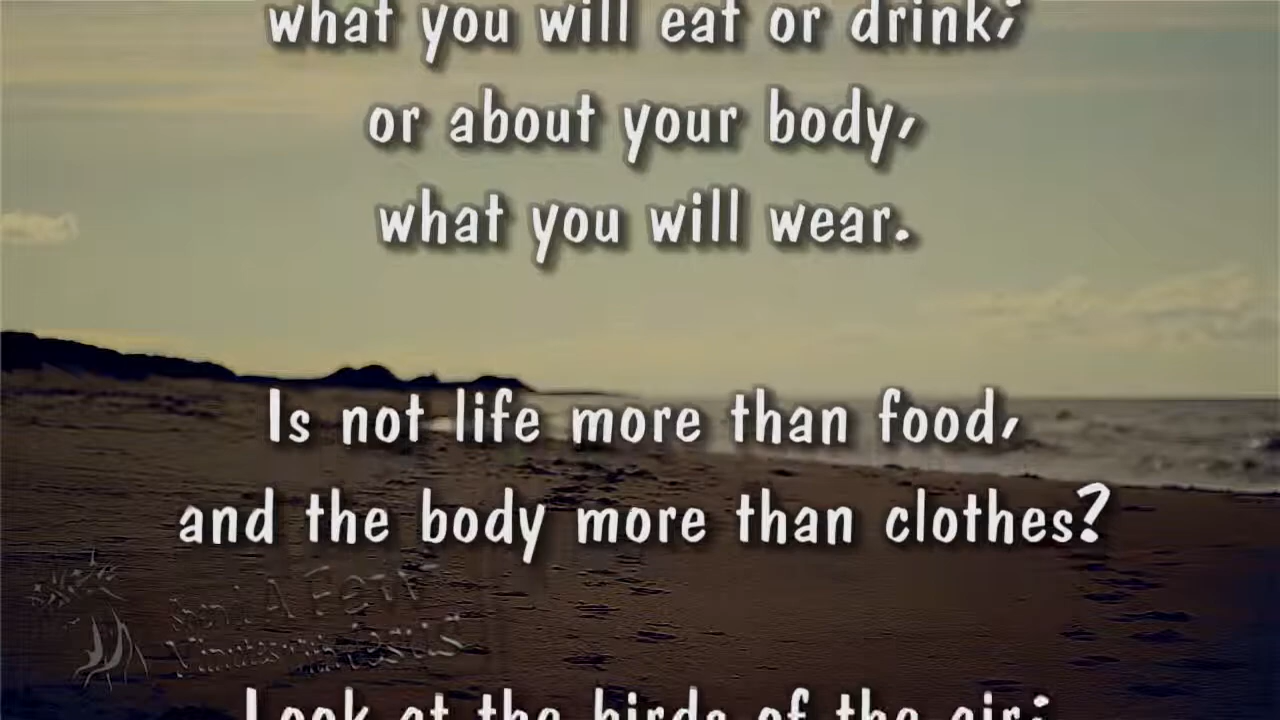 what you will eat or drink;
or about your body,
what you will wear.
Is not life more than food,
and the body more than clothes?
A Few
Look at the birds of the air;